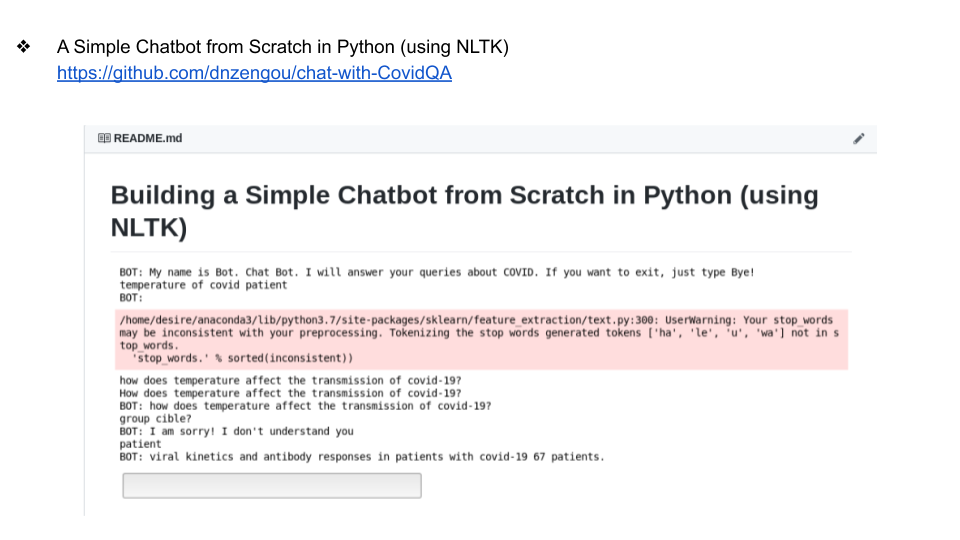 ❖ A Simple Chatbot from Scratch in Python (using NLTK)
https://github.com/dnzengou/chat-with-CovidQA
README.md
Building a Simple Chatbot from Scratch in Python (using
NLTK)
BOT: My name is Bot. Chat Bot. I will answer your queries about COVID. If you want to exit, just type Bye!
temperature of covid patient
BOT:
/home/desire/anaconda3/lib/python3.7/site-packages/sklearn/feature_extraction/text.py:300: UserWarning: Your stop_words
may be inconsistent with your preprocessing. Tokenizing the stop words generated tokens ['ha', 'le', 'u', 'wa'] not in s
top_words.
'stop_words.' % sorted(inconsistent))
how does temperature affect the transmission of covid-19?
How does temperature affect the transmission of covid-19?
BOT: how does temperature affect the transmission of covid-19?
group cible?
BOT: I am sorry! I don't understand you
patient
BOT: viral kinetics and antibody responses in patients with covid-19 67 patients.